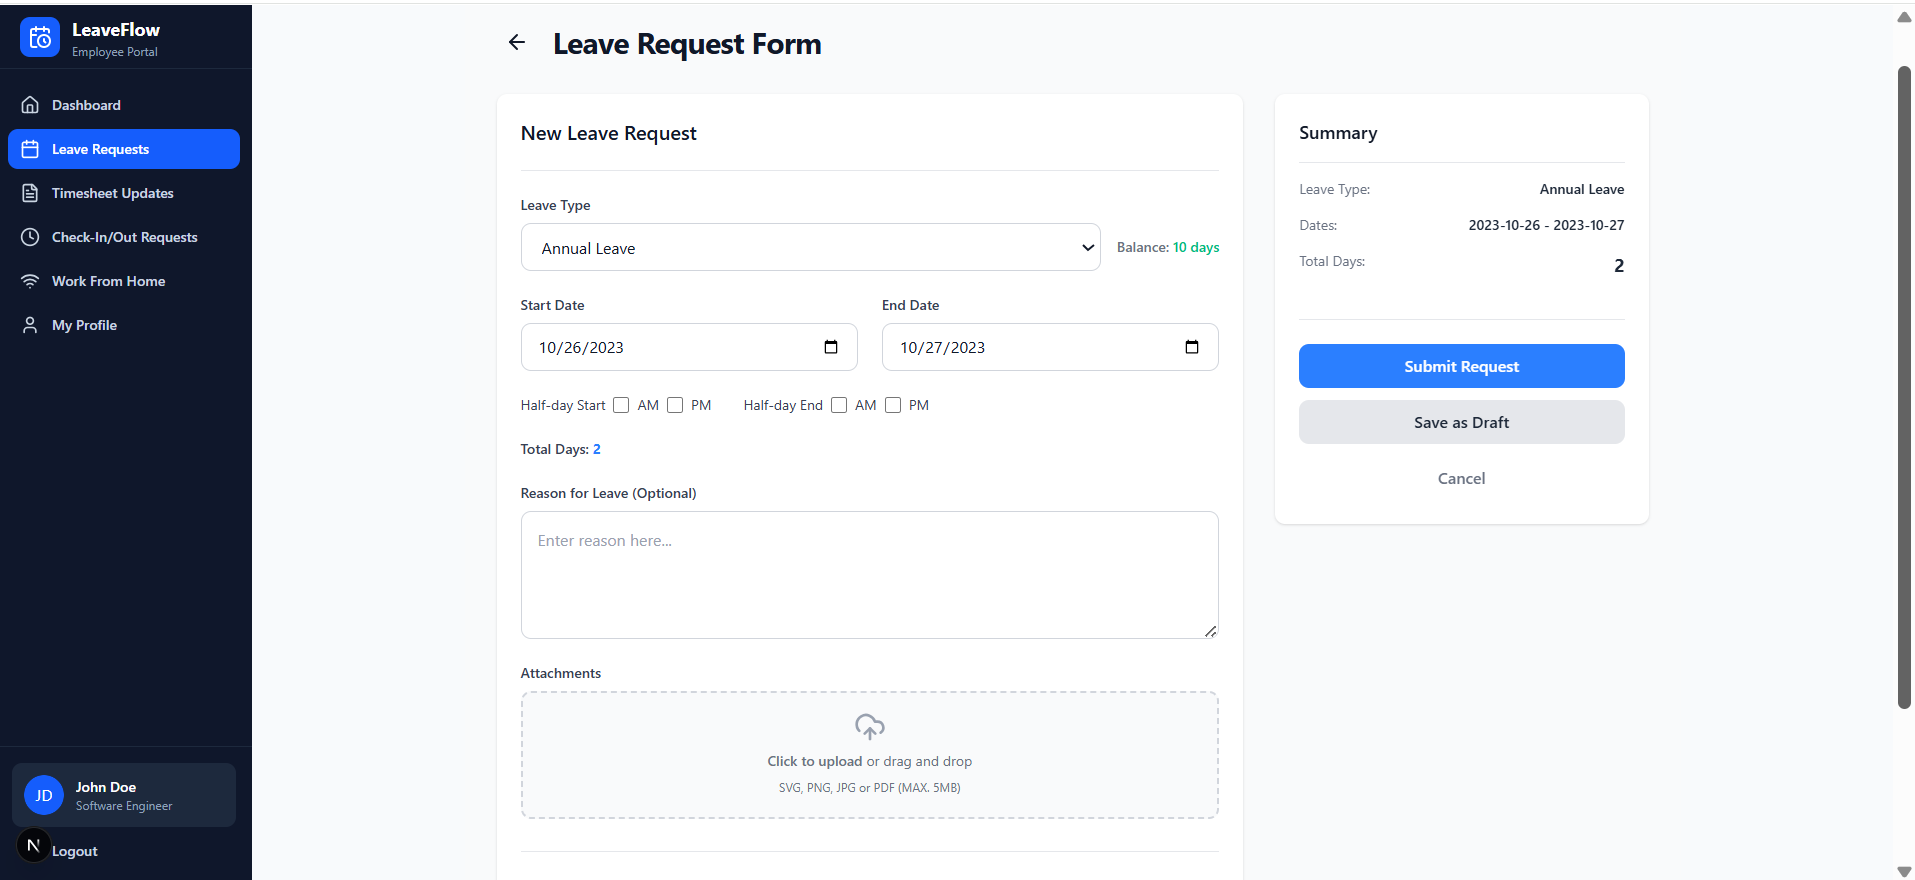 LeaveFlow
Employee Portal
Dashboard
Leave Requests
Timesheet Updates
Check-In/Out Requests
Work From Home
My Profile
JD
John Doe
Software Engineer
N
Logout
Leave Request Form
New Leave Request
Leave Type
Annual Leave
Balance: 10 days
Start Date
End Date
10/26/2023
10/27/2023
Half-day Start AM PM Half-day End AM PM
Total Days: 2
Reason for Leave (Optional)
Enter reason here...
Attachments
Click to upload or drag and drop
SVG, PNG, JPG or PDF (MAX. 5MB)
Summary
Leave Type: Annual Leave
Dates: 2023-10-26 - 2023-10-27
Total Days: 2
Submit Request
Save as Draft
Cancel